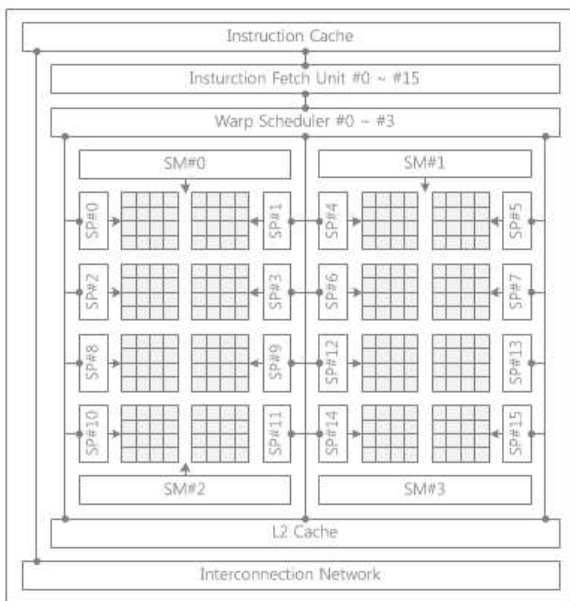 Instruction Cache
Insturction Fetch Unit #0 ~ #15
Warp Scheduler #0 ~ #3
SM#0 SM#1
SP#0 SP#1 SP#4 SP#5
SP#2 SP#3 SP#6 SP#7
SP#8 SP#9 SP#12 SP#13
SP#10 SP#11 SP#14 SP#15
SM#2 SM#3
L2 Cache
Interconnection Network